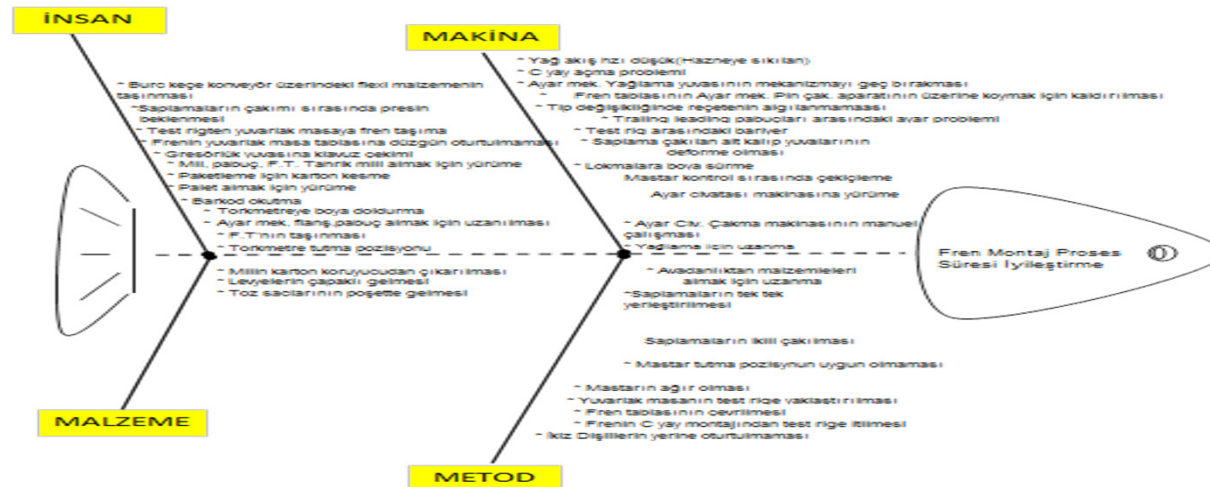 İNSAN
~ Burc keçe konveyör üzerindeki flexi malzemenin
taşınması
~Saplamaların çakımı sırasında presin
beklenmesi
~ Test rigten yuvarlak masaya fren taşıma
~ Frenin yuvarlak masa tablasına düzgün oturtulmaması
~ Gresörlük yuvasına klavuz çekimi
~ Mil, pabuç, F.T. Tahrik mili almak için yürüme
~ Paketleme için karton kesme
~ Palet almak için yürüme
~ Barkod okutma
~ Torkmetreye boya doldurma
~ Ayar mek, flanş,pabuç almak için uzanılması
~ F.T'nin taşınması
~ Torkmetre tutma pozisyonu
MAKİNA
~ Yağ akış hzı düşük(Hazneye sıkılan)
~ C yay açma problemi
~ Ayar mek. Yağlama yuvasının mekanizmayı geç bırakması
~ Fren tablasının Ayar mek. Pin çak. aparatının üzerine koymak için kaldırılması
~ Tip değişikliğinde reçetenin algılanmamaası
~ Trailing leading pabuçları arasındaki ayar problemi
~ Test rig arasındaki bariyer
~ Saplama çakılan alt kalıp yuvalarının
deforme olması
~ Lokmalara boya sürme
Mastar kontrol sırasında çekiçleme
Ayar civatası makinasına yürüme
~ Ayar Civ. Çakma makinasının manuel
çalışması
~ Yağlama için uzanma
Fren Montaj Proses
Süresi İyileştirme
~ Milin karton koruyucudan çıkarılması
~ Levyelerin çapaklı gelmesi
~ Toz saclarının poşette gelmesi
MALZEME
~ Avadanlıktan malzemleleri
almak için uzanma
~Saplamaların tek tek
yerleştirilmesi
Saplamaların ikili çakılması
~ Mastar tutma pozisynun uygun olmaması
~ Mastarın ağır olması
~ Yuvarlak masanın test rige yaklaştırılması
~ Fren tablasının çevrilmesi
~ Frenin C yay montajından test rige itilmesi
~ İkiz Dişlilerin yerine oturtulmaması
METOD